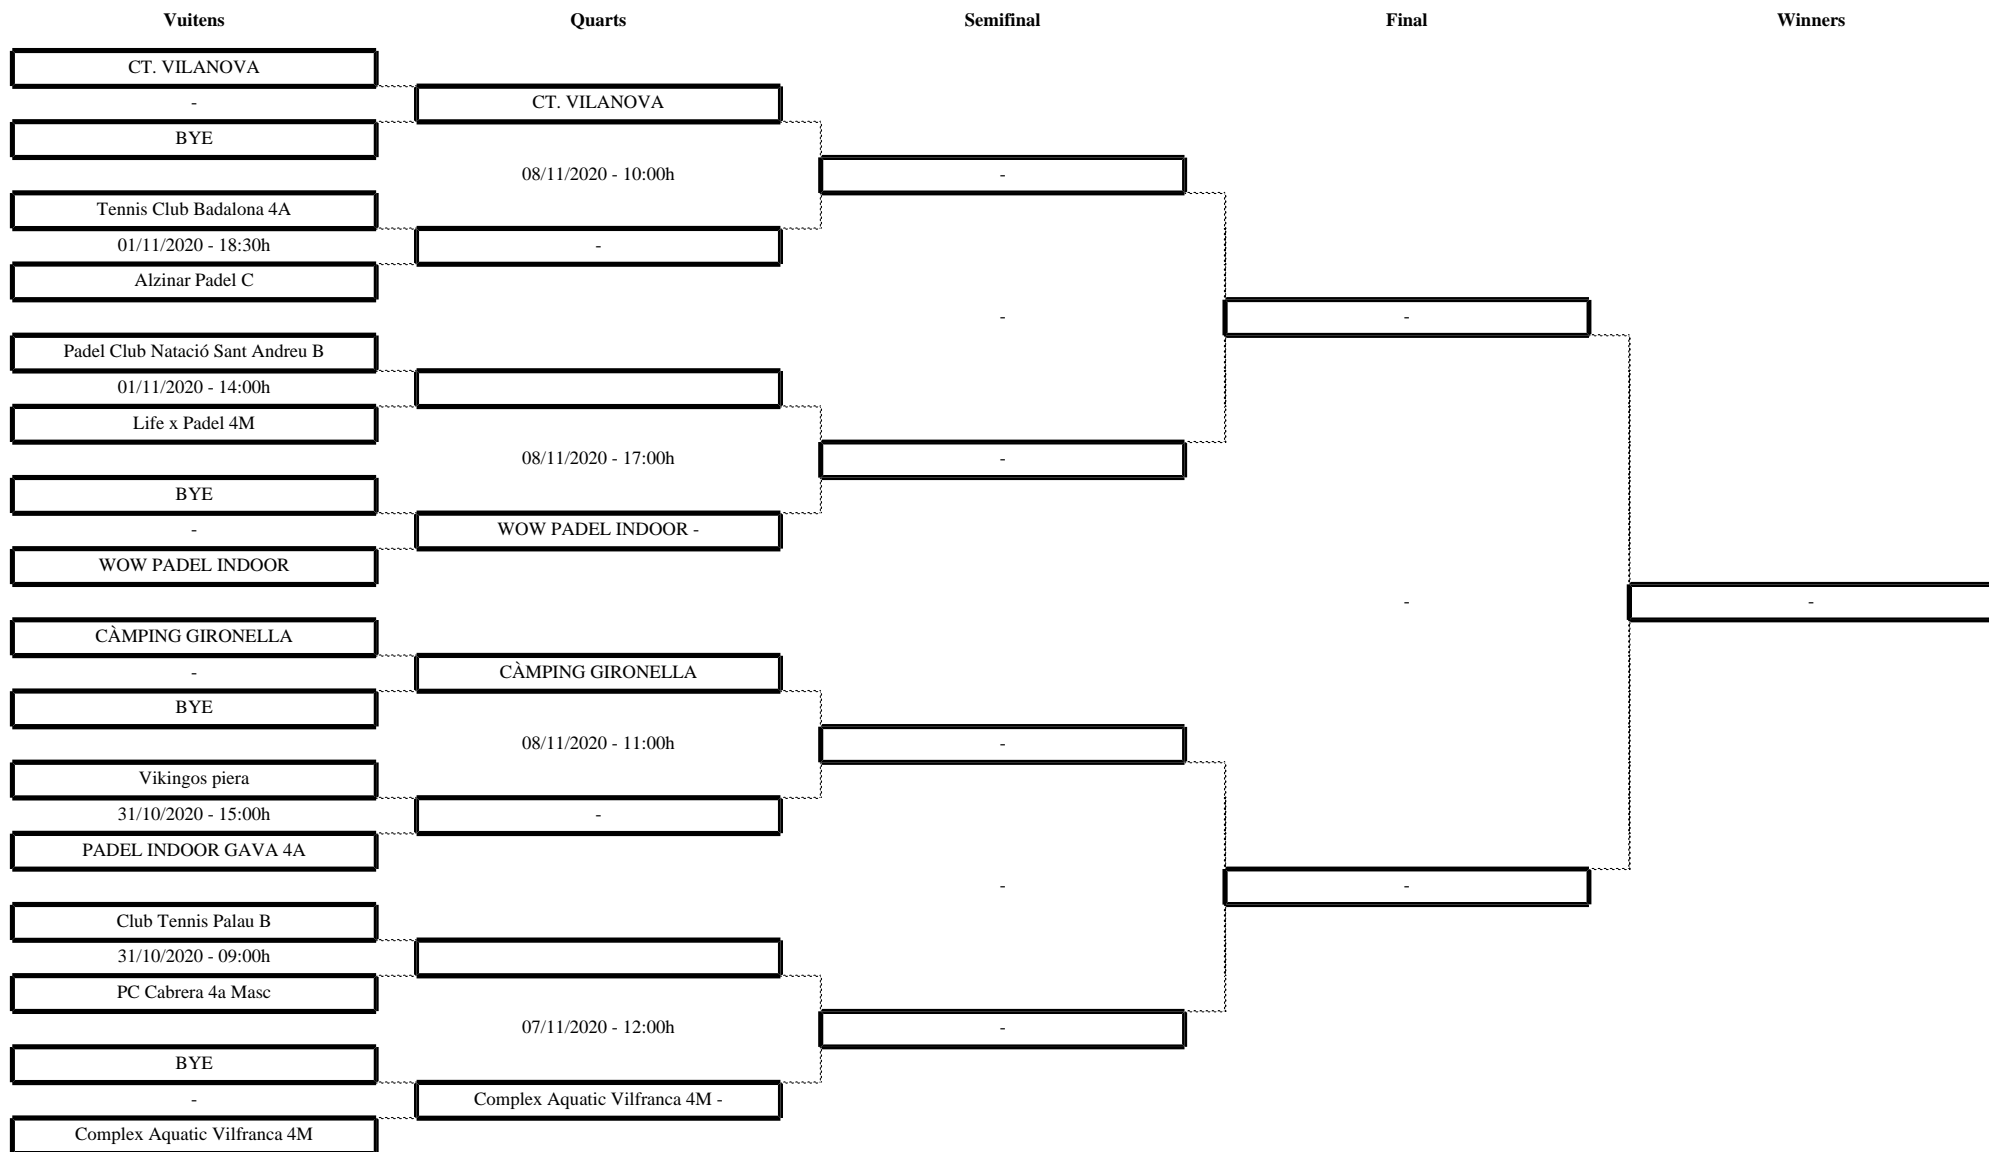 Vuitens
Quarts
Semifinal
Final
Winners
CT. VILANOVA
-
CT. VILANOVA
BYE
08/11/2020 - 10:00h
-
Tennis Club Badalona 4A
01/11/2020 - 18:30h
-
Alzinar Padel C
-
-
Padel Club Natació Sant Andreu B
01/11/2020 - 14:00h
Life x Padel 4M
08/11/2020 - 17:00h
-
BYE
-
WOW PADEL INDOOR -
WOW PADEL INDOOR
-
-
CÀMPING GIRONELLA
-
CÀMPING GIRONELLA
BYE
08/11/2020 - 11:00h
-
Vikingos piera
31/10/2020 - 15:00h
-
PADEL INDOOR GAVA 4A
-
-
Club Tennis Palau B
31/10/2020 - 09:00h
PC Cabrera 4a Masc
07/11/2020 - 12:00h
-
BYE
-
Complex Aquatic Vilfranca 4M -
Complex Aquatic Vilfranca 4M